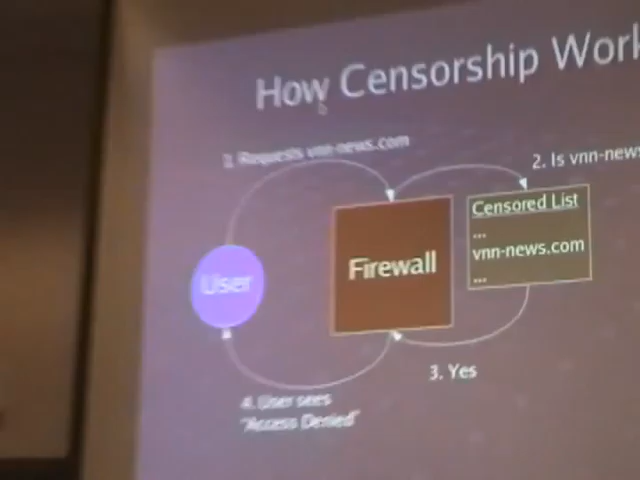 How Censorship Work
1. Requests vnn-news.com
2. Is vnn-news
Censored List
...
vnn-news.com
...
Firewall
User
3. Yes
4. User sees
"Access Denied"